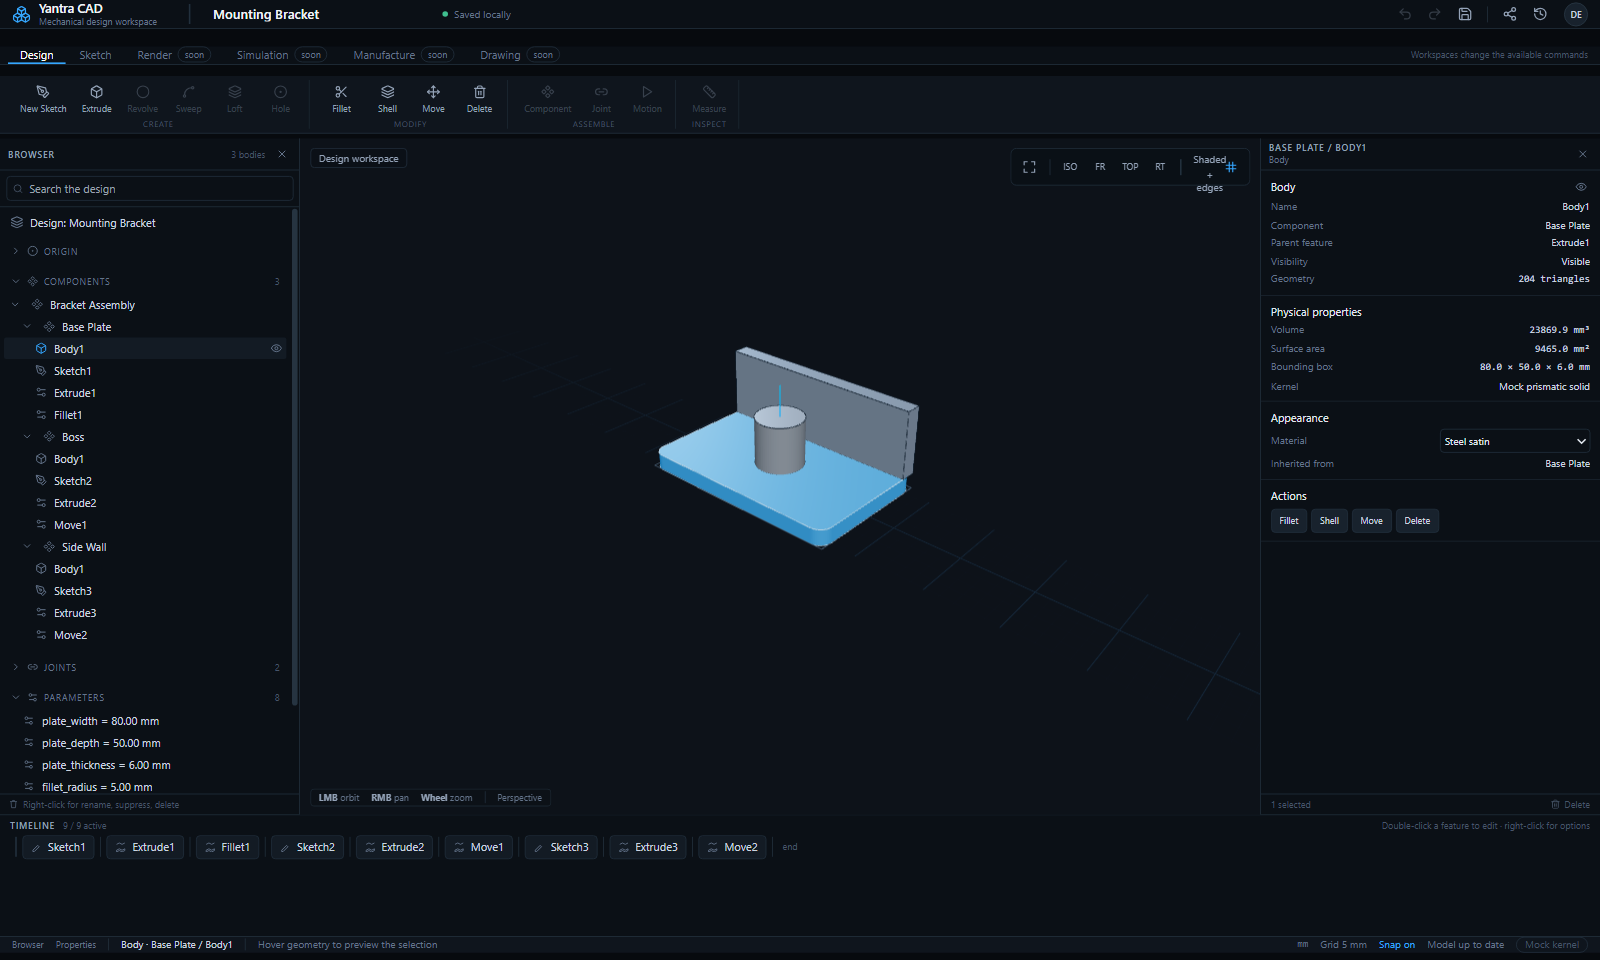 Yantra CAD
Mechanical design workspace
Mounting Bracket
Saved locally
DE
Design
Sketch
Render soon
Simulation soon
Manufacture soon
Drawing soon
Workspaces change the available commands
New Sketch
Extrude
Revolve
Sweep
Loft
Hole
CREATE
Fillet
Shell
Move
Delete
MODIFY
Component
Joint
Motion
ASSEMBLE
Measure
INSPECT
BROWSER
3 bodies
Search the design
Design: Mounting Bracket
ORIGIN
COMPONENTS 3
Bracket Assembly
Base Plate
Body1
Sketch1
Extrude1
Fillet1
Boss
Body1
Sketch2
Extrude2
Move1
Side Wall
Body1
Sketch3
Extrude3
Move2
JOINTS 2
PARAMETERS 8
plate_width = 80.00 mm
plate_depth = 50.00 mm
plate_thickness = 6.00 mm
fillet_radius = 5.00 mm
Right-click for rename, suppress, delete
Design workspace
ISO
FR
TOP
RT
Shaded
+
edges
LMB orbit
RMB pan
Wheel zoom
Perspective
BASE PLATE / BODY1
Body
Body
Name Body1
Component Base Plate
Parent feature Extrude1
Visibility Visible
Geometry 204 triangles
Physical properties
Volume 23869.9 mm³
Surface area 9465.0 mm²
Bounding box 80.0 × 50.0 × 6.0 mm
Kernel Mock prismatic solid
Appearance
Material Steel satin
Inherited from Base Plate
Actions
Fillet
Shell
Move
Delete
1 selected
Delete
TIMELINE 9 / 9 active
Double-click a feature to edit · right-click for options
Sketch1
Extrude1
Fillet1
Sketch2
Extrude2
Move1
Sketch3
Extrude3
Move2
end
Browser
Properties
Body · Base Plate / Body1
Hover geometry to preview the selection
mm
Grid 5 mm
Snap on
Model up to date
Mock kernel